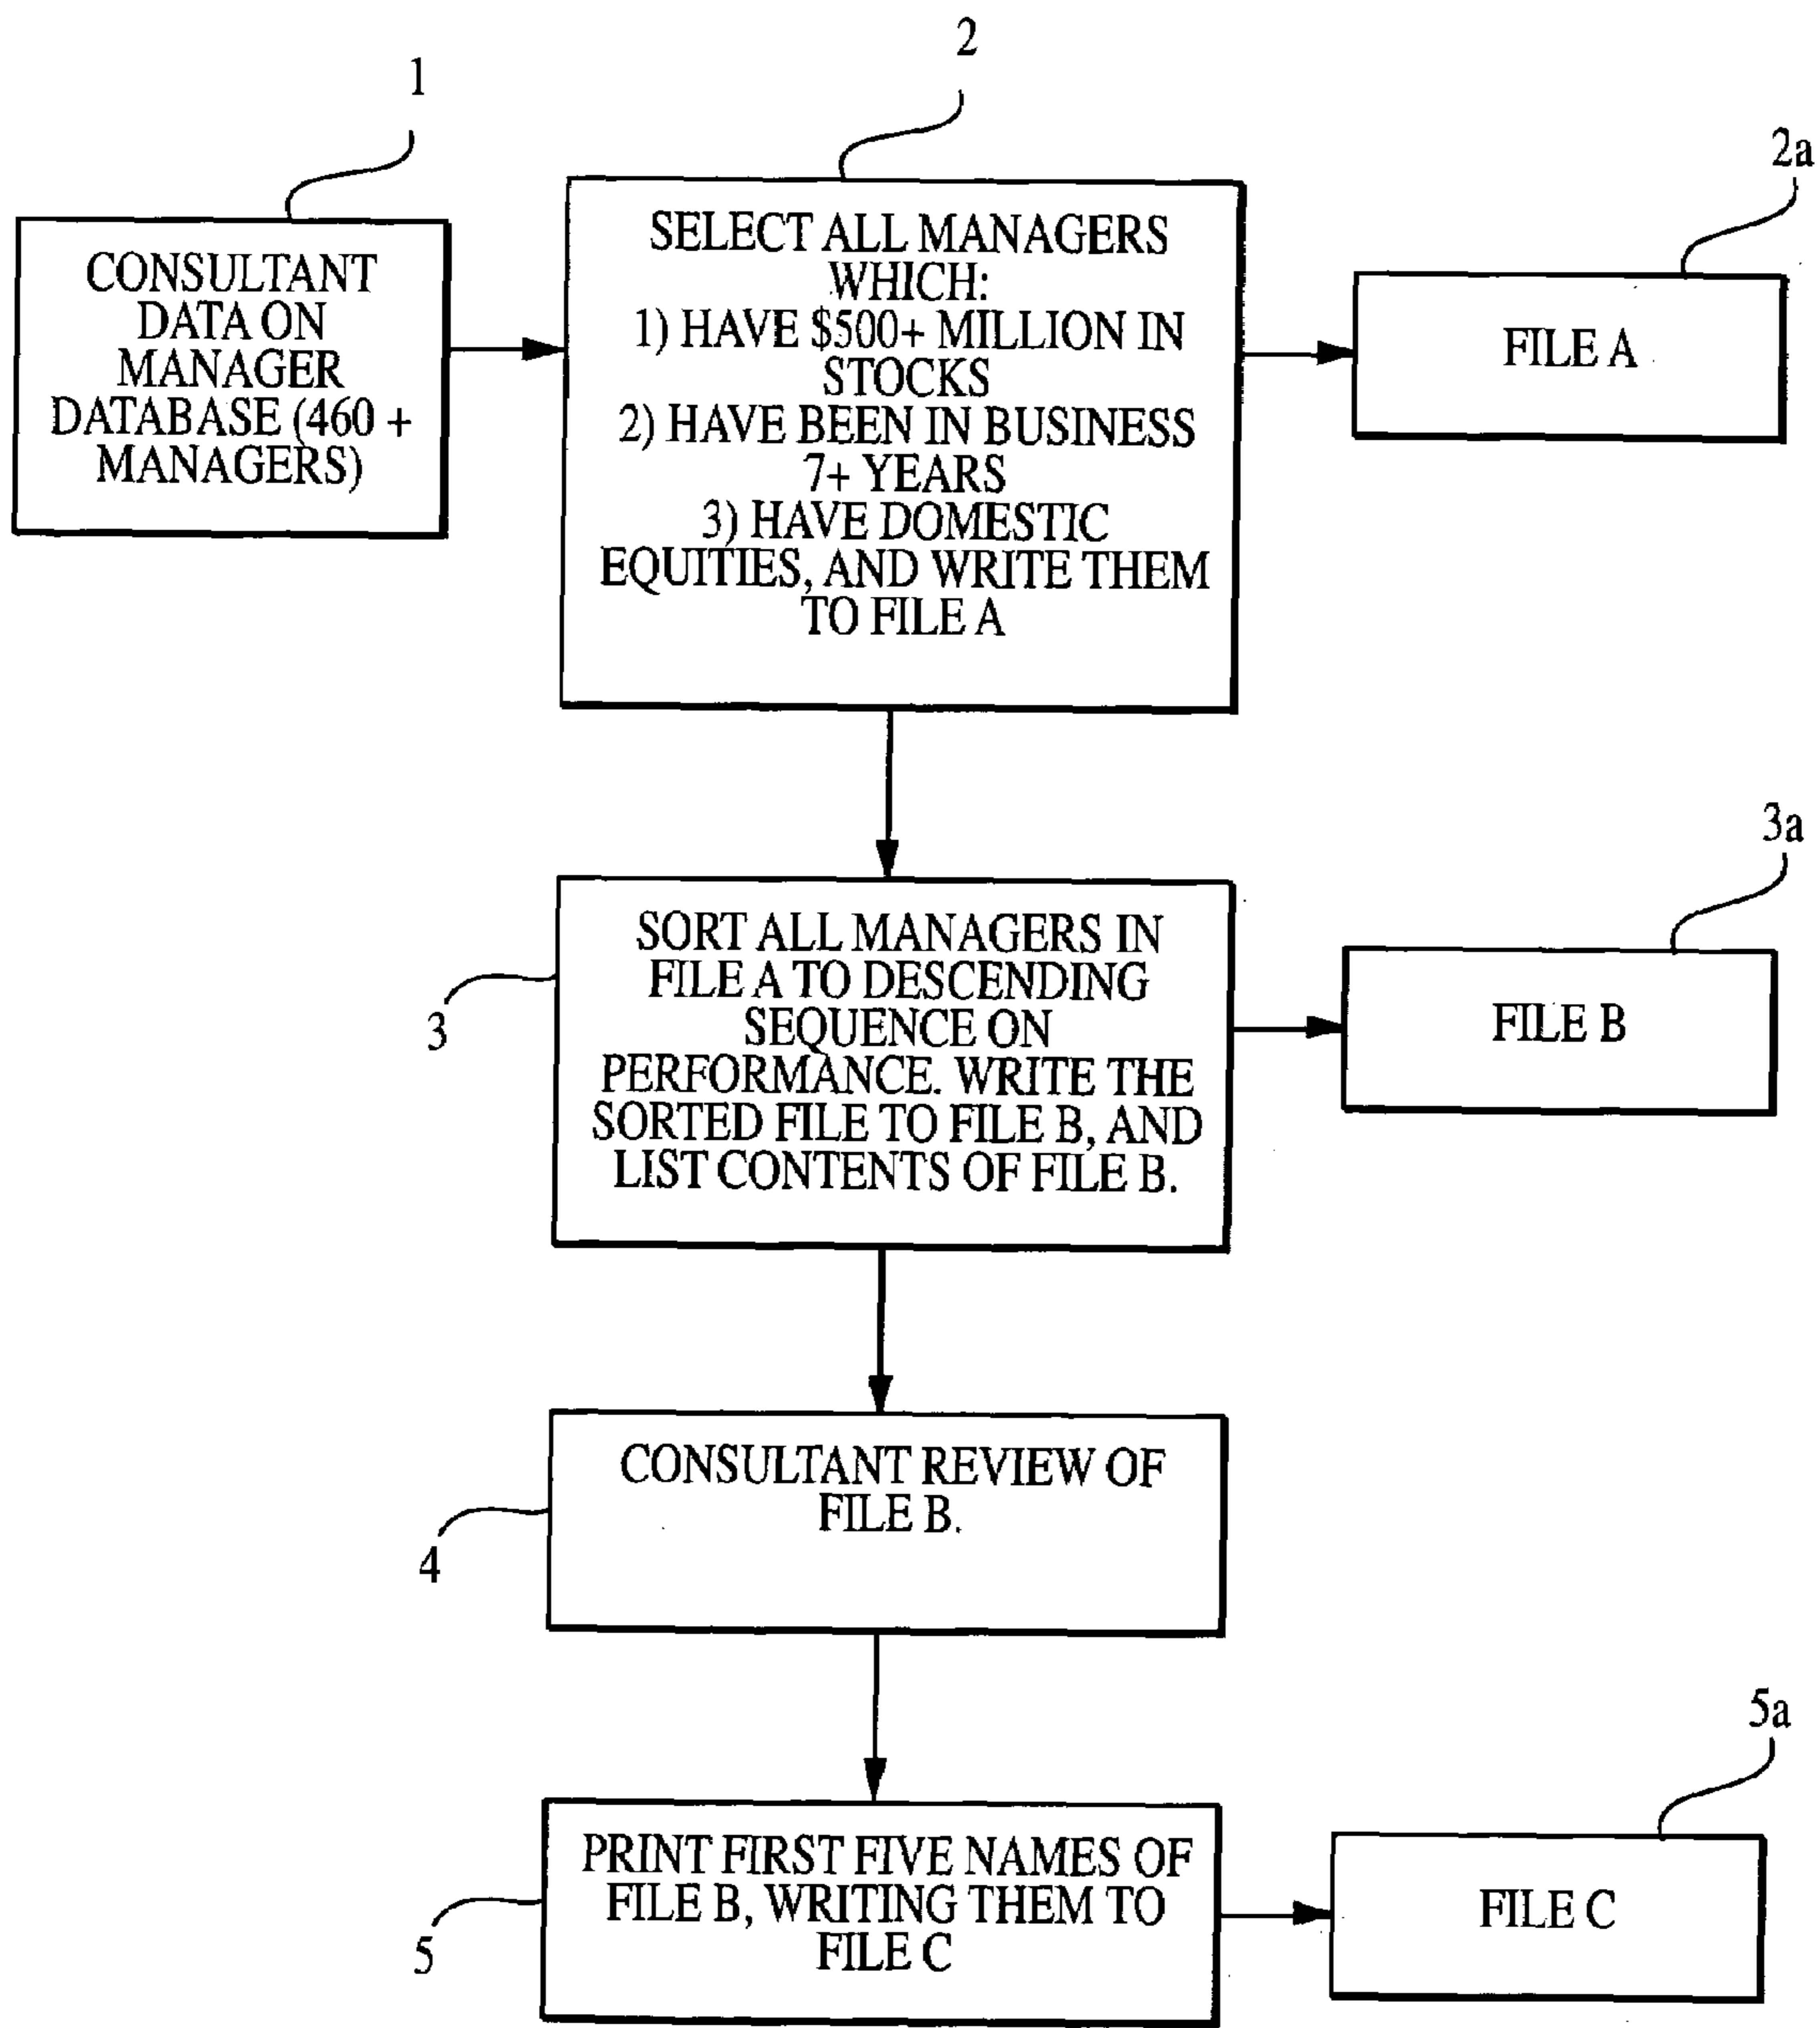 1
2
2a
CONSULTANT
DATA ON
MANAGER
DATABASE (460 +
MANAGERS)
SELECT ALL MANAGERS
WHICH:
1) HAVE $500+ MILLION IN
STOCKS
2) HAVE BEEN IN BUSINESS
7+ YEARS
3) HAVE DOMESTIC
EQUITIES, AND WRITE THEM
TO FILE A
FILE A
3a
3
SORT ALL MANAGERS IN
FILE A TO DESCENDING
SEQUENCE ON
PERFORMANCE. WRITE THE
SORTED FILE TO FILE B, AND
LIST CONTENTS OF FILE B.
FILE B
4
CONSULTANT REVIEW OF
FILE B.
5a
5
PRINT FIRST FIVE NAMES OF
FILE B, WRITING THEM TO
FILE C
FILE C